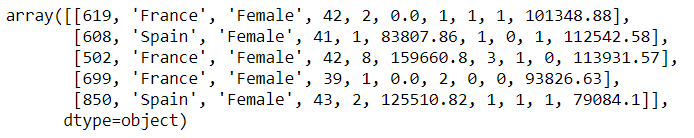 array([[619, 'France', 'Female', 42, 2, 0.0, 1, 1, 1, 101348.88],
[608, 'Spain', 'Female', 41, 1, 83807.86, 1, 0, 1, 112542.58],
[502, 'France', 'Female', 42, 8, 159660.8, 3, 1, 0, 113931.57],
[699, 'France', 'Female', 39, 1, 0.0, 2, 0, 0, 93826.63],
[850, 'Spain', 'Female', 43, 2, 125510.82, 1, 1, 1, 79084.1]],
dtype=object)